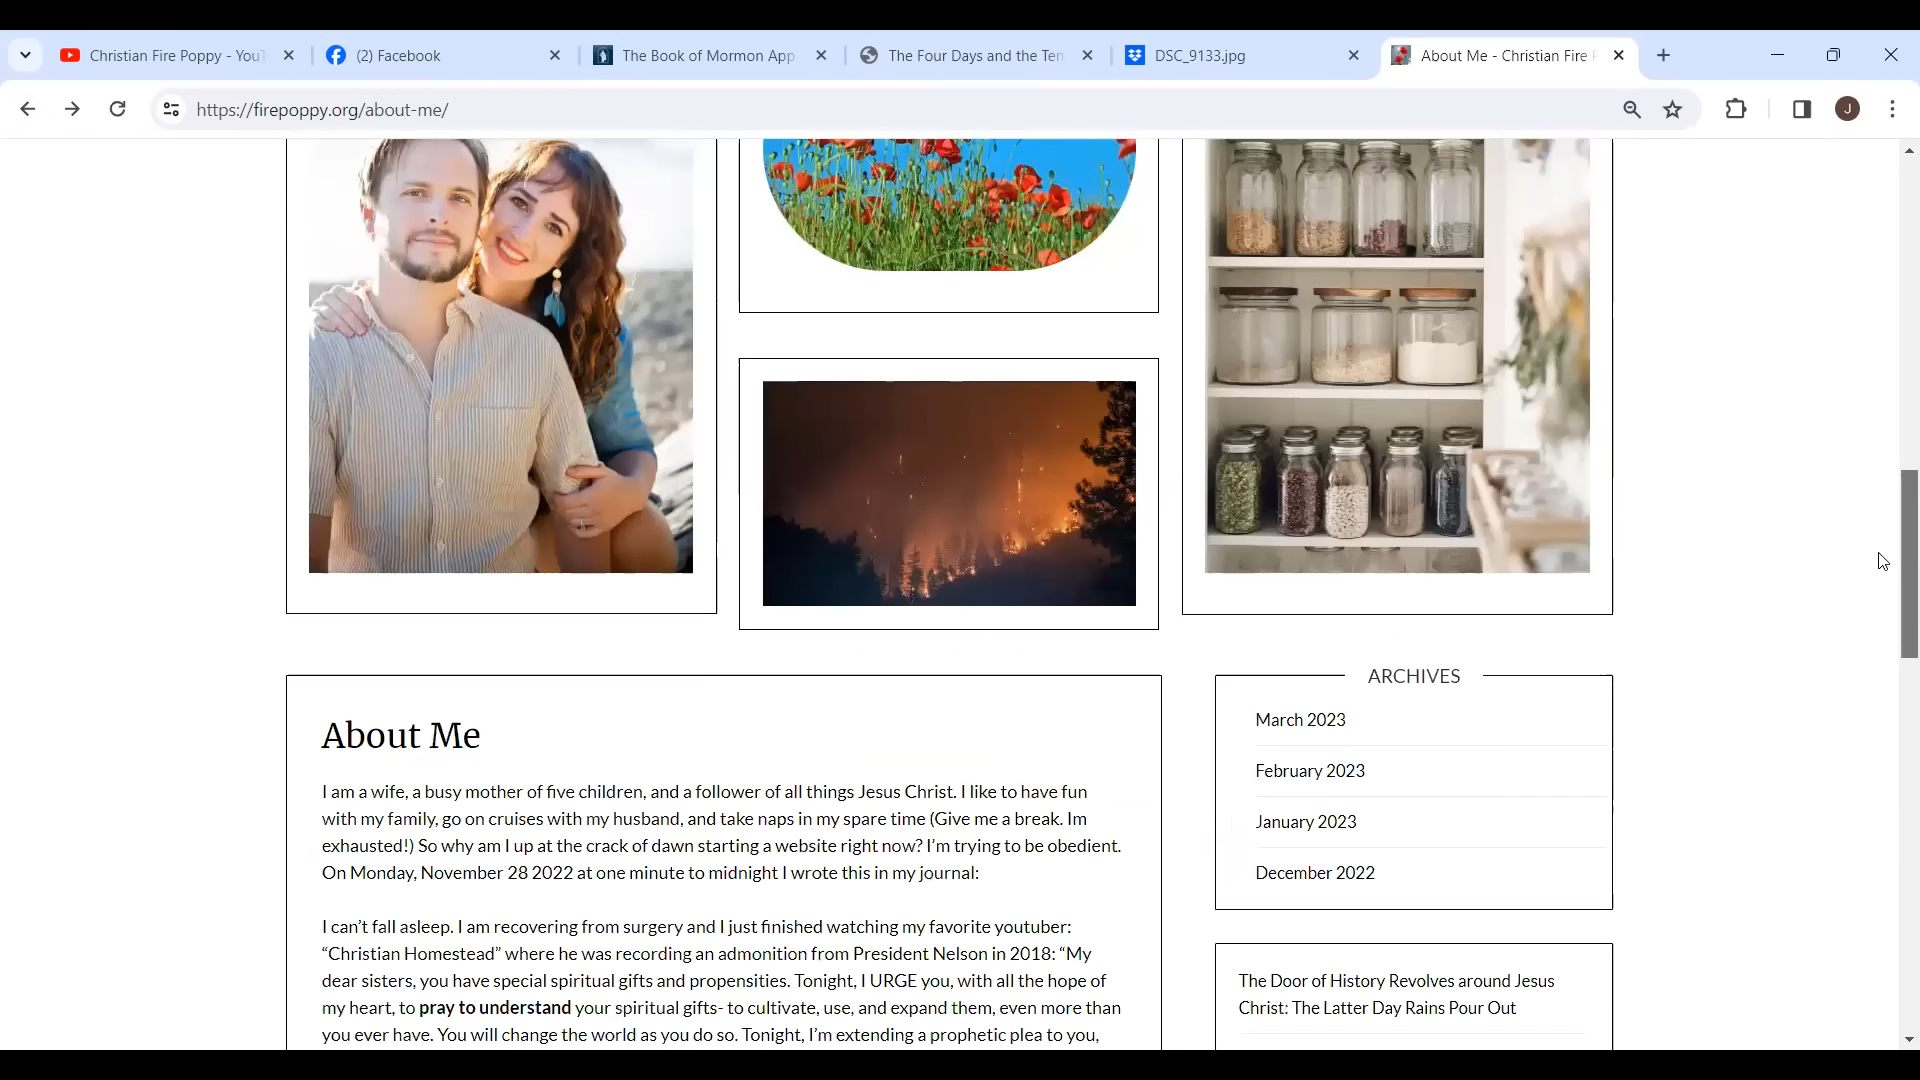 Christian Fire Poppy - YouT
(2) Facebook
The Book of Mormon App
The Four Days and the Ten
DSC_9133.jpg
About Me - Christian Fire P
https://firepoppy.org/about-me/
J
About Me
I am a wife, a busy mother of five children, and a follower of all things Jesus Christ. I like to have fun
with my family, go on cruises with my husband, and take naps in my spare time (Give me a break. Im
exhausted!) So why am I up at the crack of dawn starting a website right now? I'm trying to be obedient.
On Monday, November 28 2022 at one minute to midnight I wrote this in my journal:
I can't fall asleep. I am recovering from surgery and I just finished watching my favorite youtuber:
“Christian Homestead” where he was recording an admonition from President Nelson in 2018: “My
dear sisters, you have special spiritual gifts and propensities. Tonight, I URGE you, with all the hope of
my heart, to pray to understand your spiritual gifts- to cultivate, use, and expand them, even more than
you ever have. You will change the world as you do so. Tonight, I'm extending a prophetic plea to you,
ARCHIVES
March 2023
February 2023
January 2023
December 2022
The Door of History Revolves around Jesus
Christ: The Latter Day Rains Pour Out